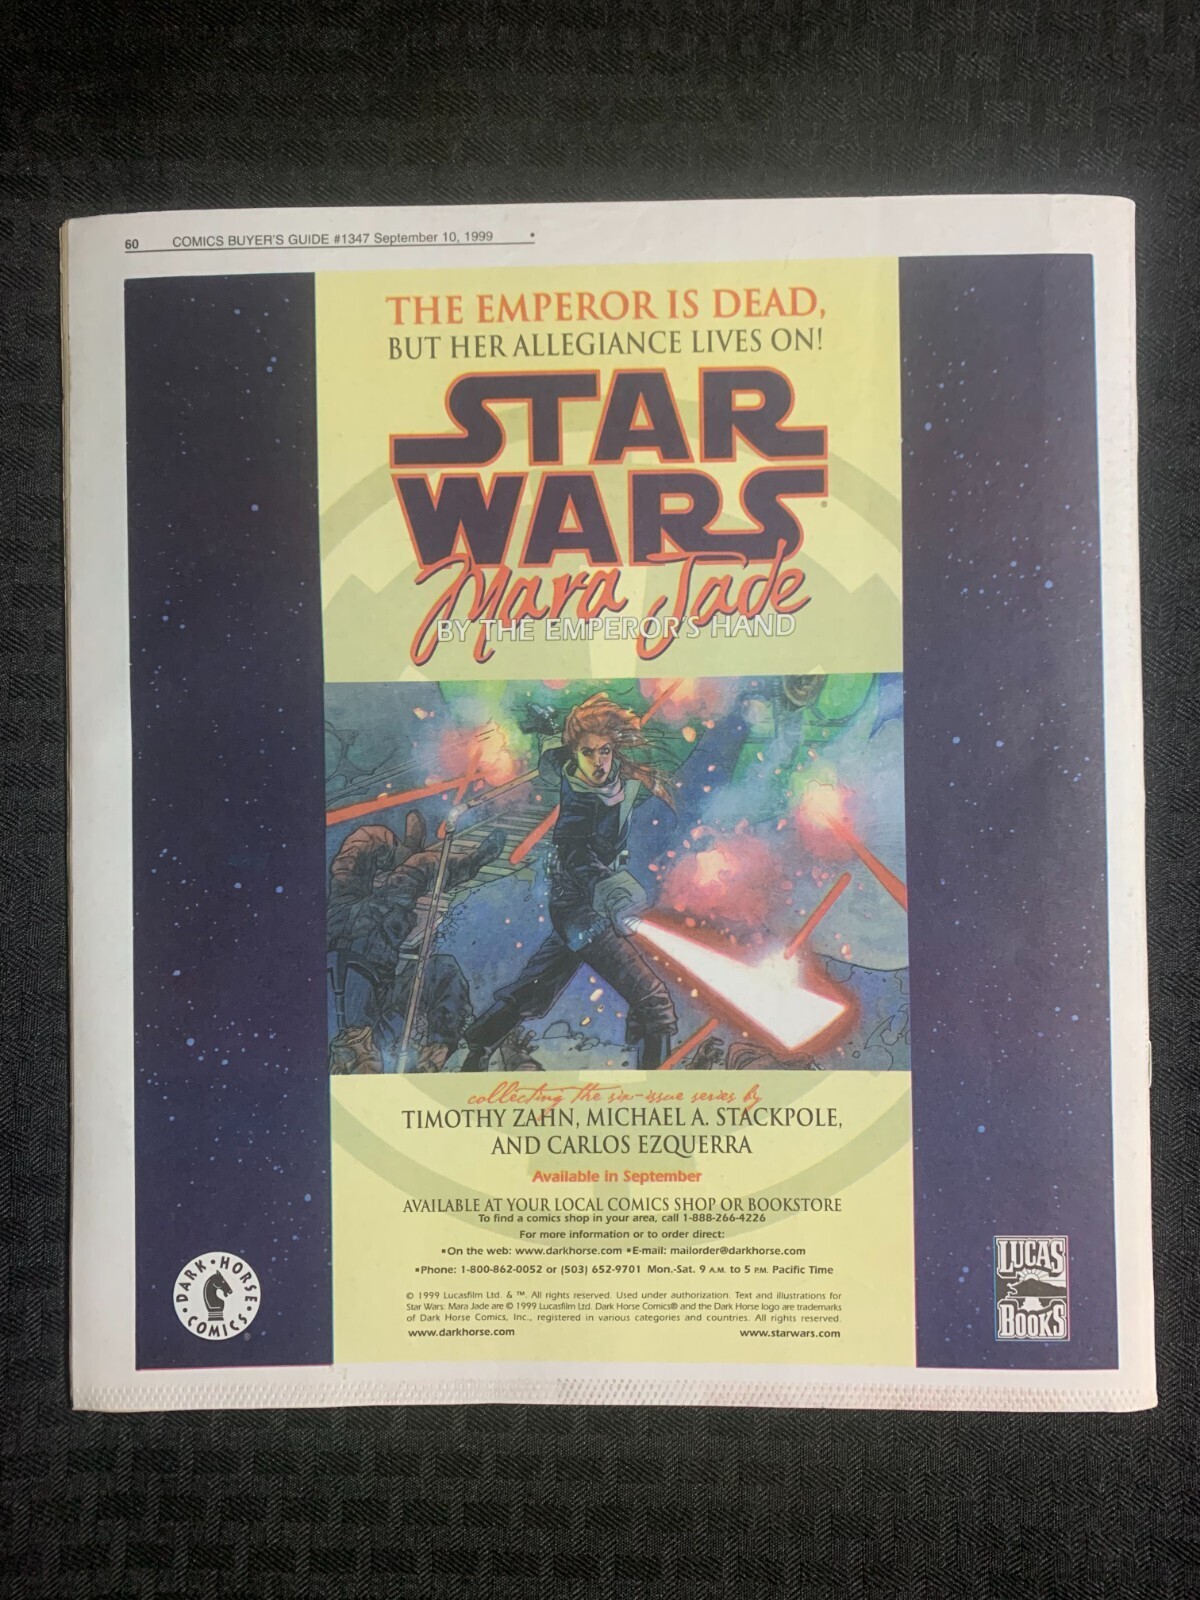 60 COMICS BUYER'S GUIDE #1347 September 10, 1999
THE EMPEROR IS DEAD,
BUT HER ALLEGIANCE LIVES ON!
STAR
WARS®
Mara Jade
BY THE EMPEROR'S HAND
collecting the six-issue series by
TIMOTHY ZAHN, MICHAEL A. STACKPOLE,
AND CARLOS EZQUERRA
Available in September
AVAILABLE AT YOUR LOCAL COMICS SHOP OR BOOKSTORE
To find a comics shop in your area, call 1-888-266-4226
For more information or to order direct:
▪On the web: www.darkhorse.com ▪E-mail: mailorder@darkhorse.com
▪Phone: 1-800-862-0052 or (503) 652-9701 Mon.-Sat. 9 A.M. to 5 P.M. Pacific Time
© 1999 Lucasfilm Ltd. & ™. All rights reserved. Used under authorization. Text and illustrations for
Star Wars: Mara Jade are © 1999 Lucasfilm Ltd. Dark Horse Comics® and the Dark Horse logo are trademarks
of Dark Horse Comics, Inc., registered in various categories and countries. All rights reserved.
www.darkhorse.com www.starwars.com
DARK HORSE COMICS®
LUCAS
BOOKS